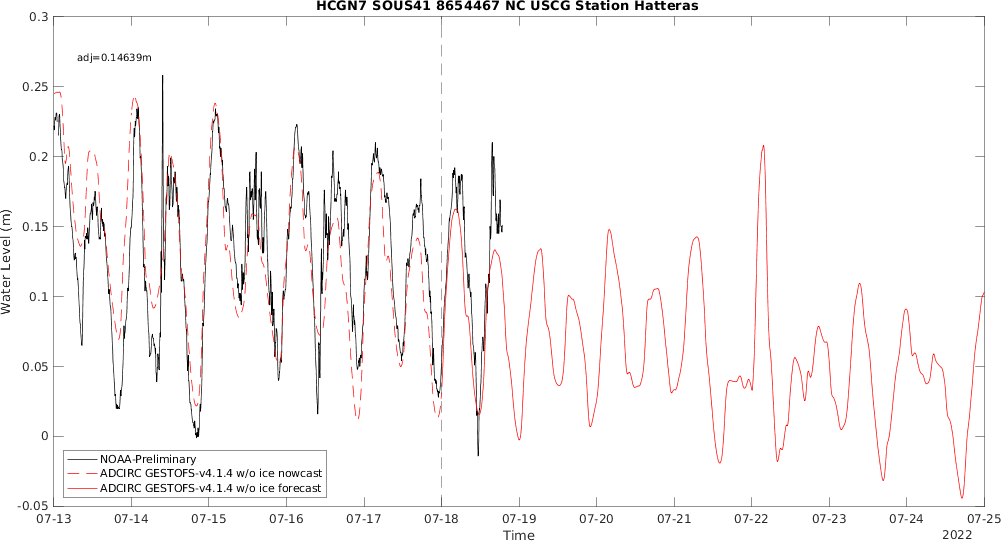 HCGN7 SOUS41 8654467 NC USCG Station Hatteras
0.3
adj=0.14639m
0.25
0.2
0.15
0.1
0.05
0
-0.05
Water Level (m)
NOAA-Preliminary
ADCIRC GESTOFS-v4.1.4 w/o ice nowcast
ADCIRC GESTOFS-v4.1.4 w/o ice forecast
07-13 07-14 07-15 07-16 07-17 07-18 07-19 07-20 07-21 07-22 07-23 07-24 07-25
Time
2022